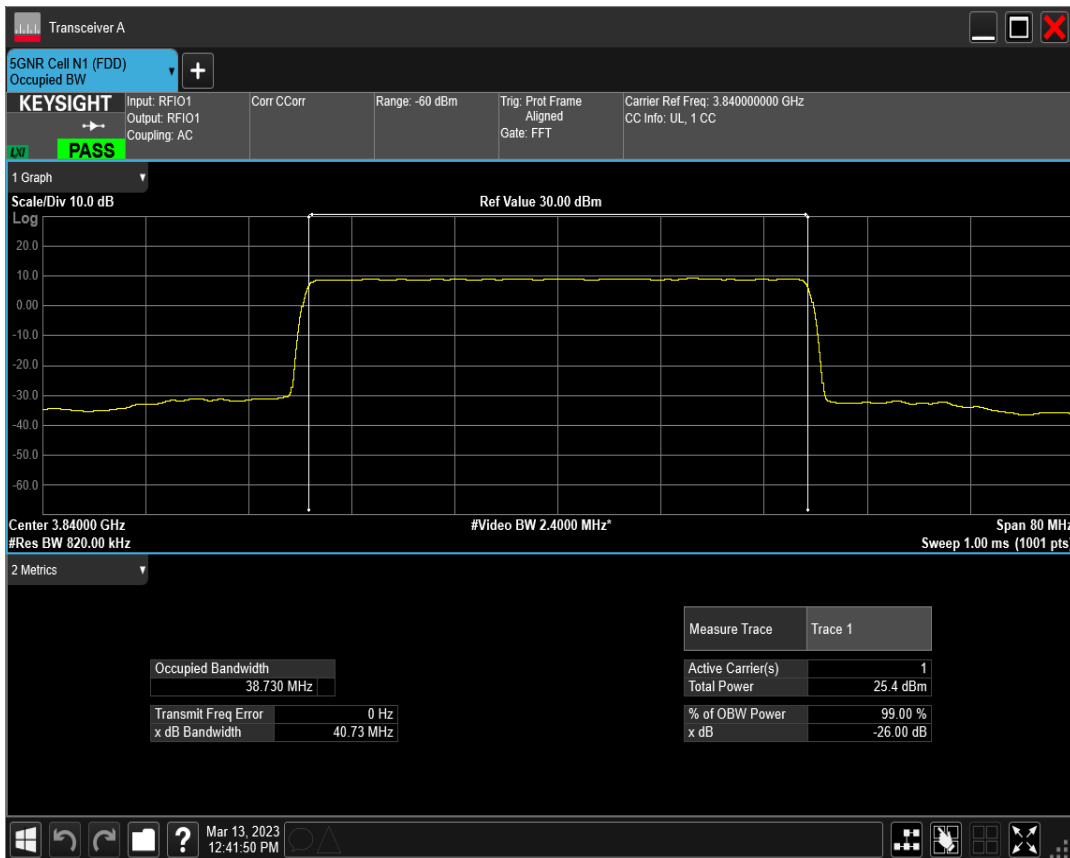 Transceiver A
5GNR Cell N1 (FDD)
Occupied BW
+
KEYSIGHT
LXI
PASS
Input: RFIO1
Output: RFIO1
Coupling: AC
Corr CCorr
Range: -60 dBm
Trig: Prot Frame
Aligned
Gate: FFT
Carrier Ref Freq: 3.840000000 GHz
CC Info: UL, 1 CC
1 Graph
Scale/Div 10.0 dB
Ref Value 30.00 dBm
Log
20.0
10.0
0.00
-10.0
-20.0
-30.0
-40.0
-50.0
-60.0
Center 3.84000 GHz
#Video BW 2.4000 MHz*
Span 80 MHz
#Res BW 820.00 kHz
Sweep 1.00 ms (1001 pts)
2 Metrics
Measure Trace
Trace 1
Occupied Bandwidth
38.730 MHz
Active Carrier(s) 1
Total Power 25.4 dBm
Transmit Freq Error 0 Hz
x dB Bandwidth 40.73 MHz
% of OBW Power 99.00 %
x dB -26.00 dB
?
Mar 13, 2023
12:41:50 PM